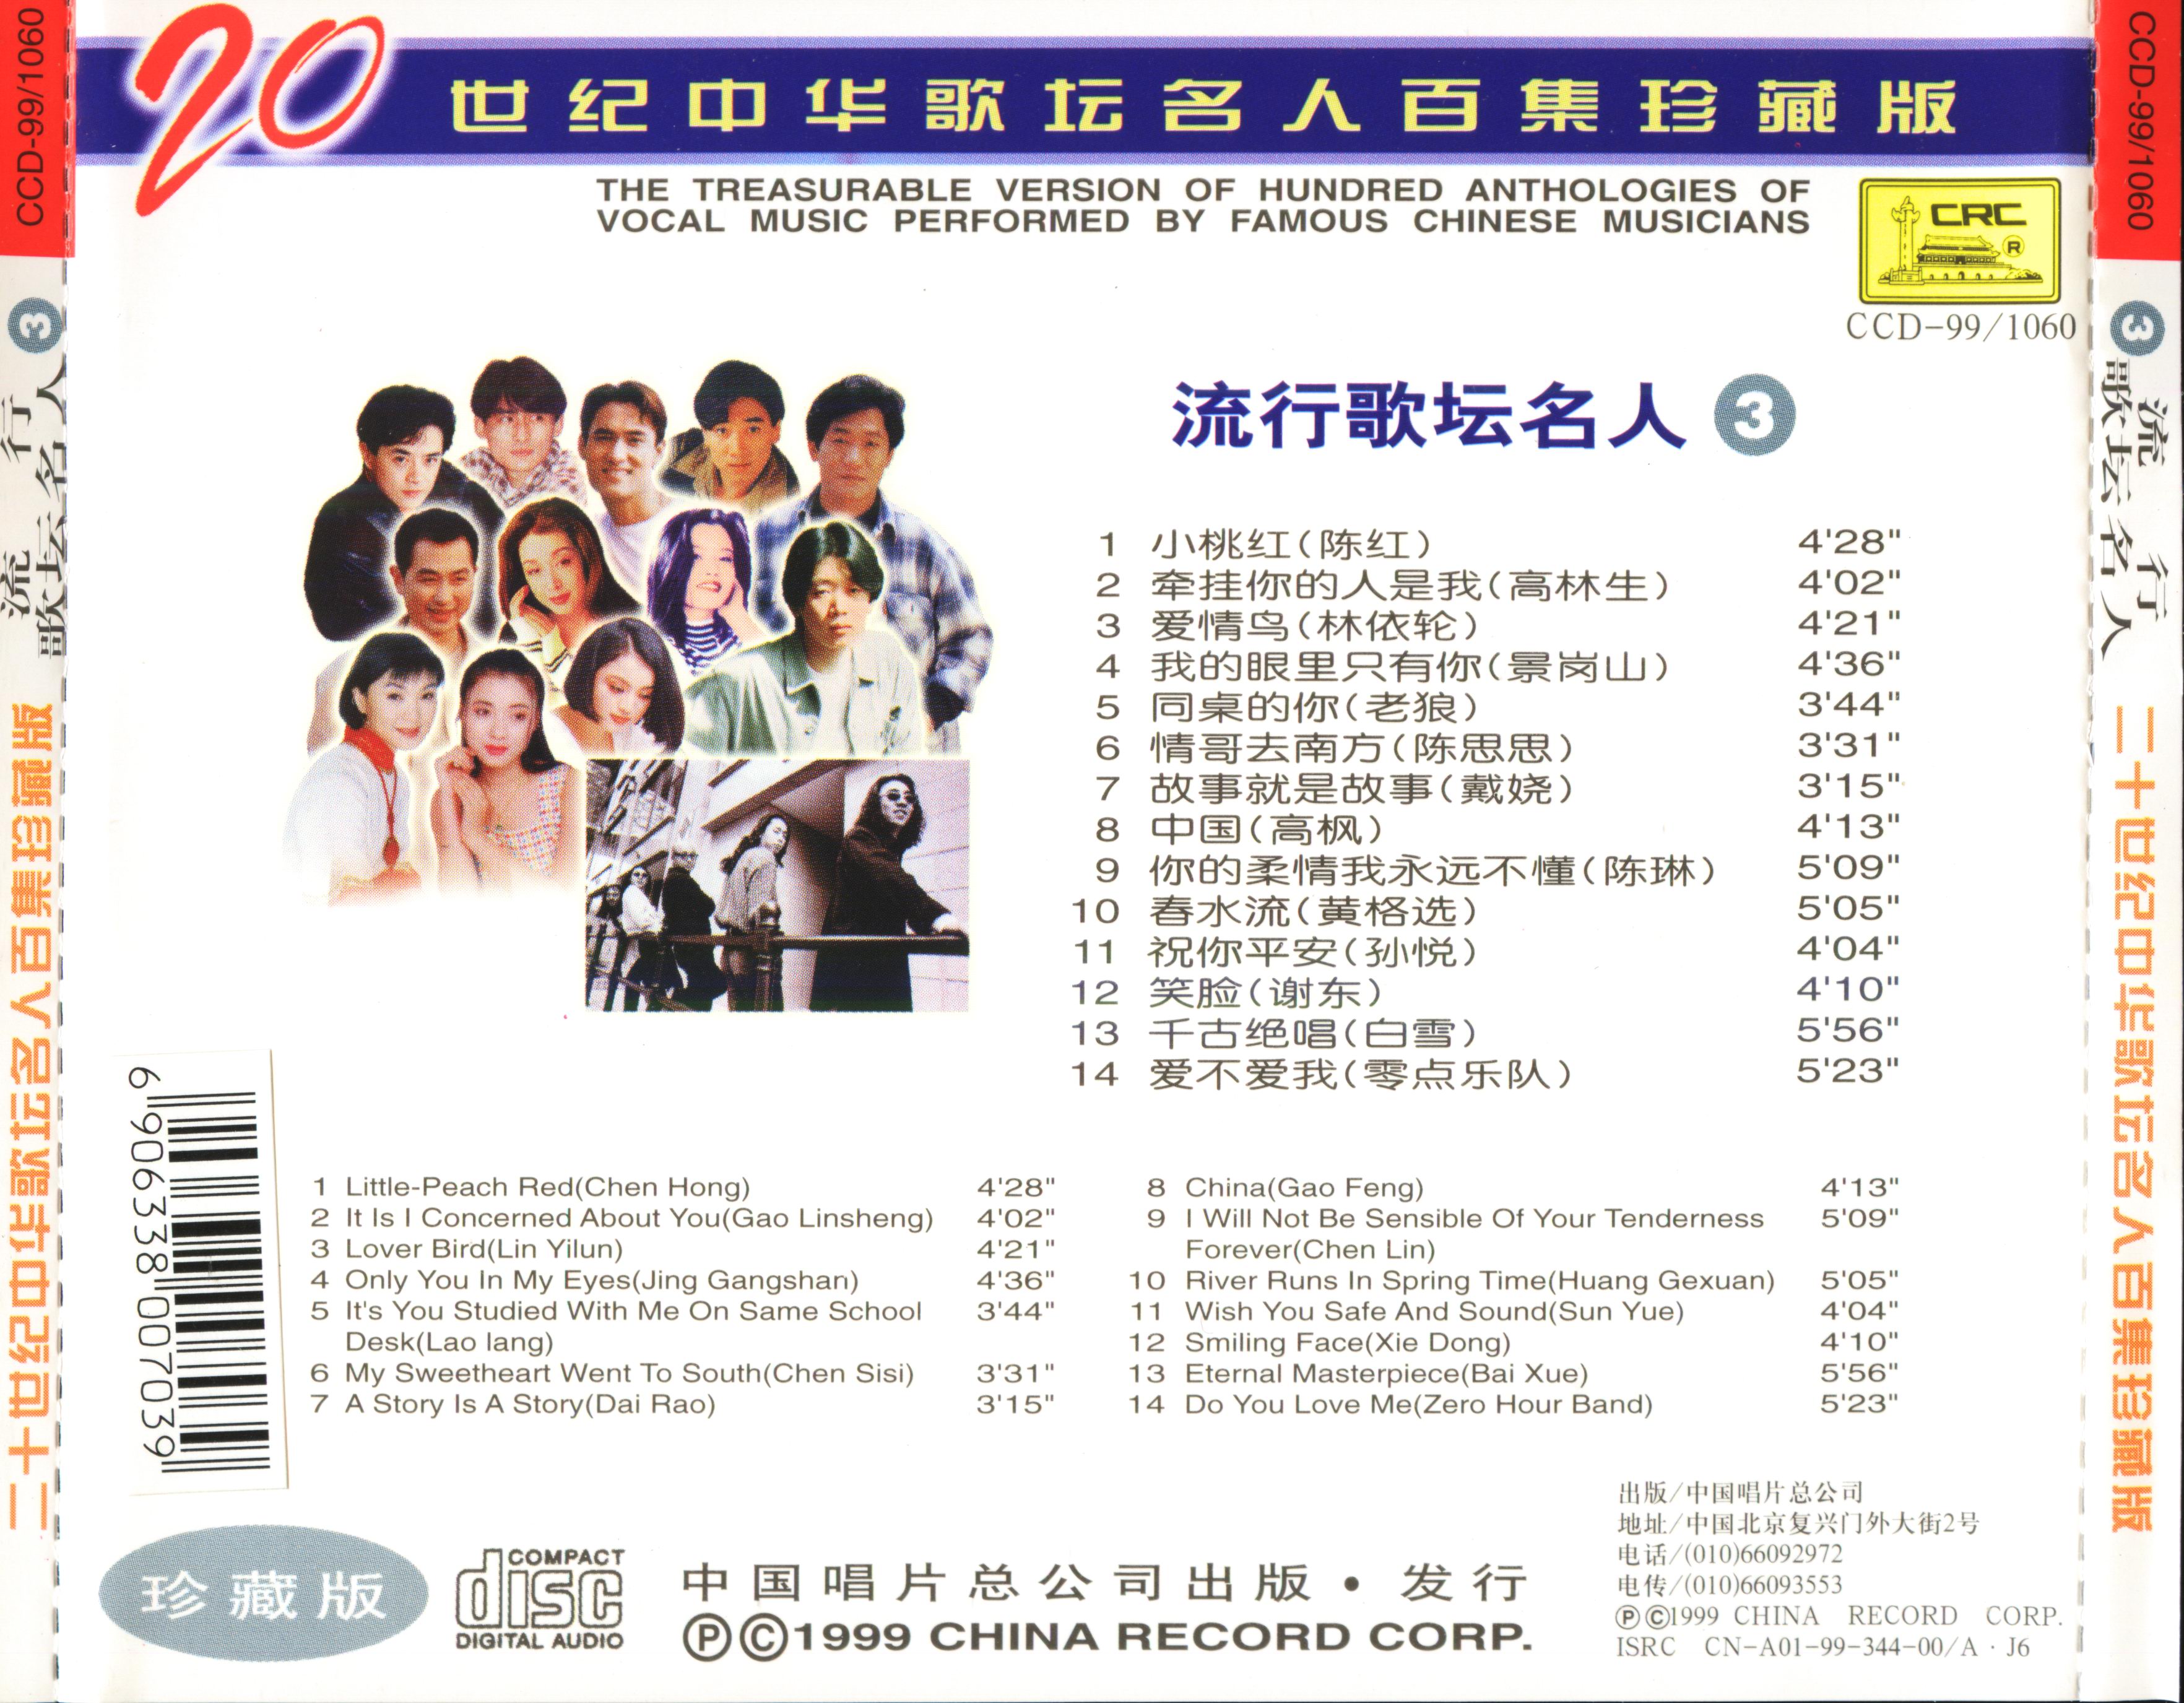 20
世纪中华歌坛名人百集珍藏版
THE TREASURABLE VERSION OF HUNDRED ANTHOLOGIES OF
VOCAL MUSIC PERFORMED BY FAMOUS CHINESE MUSICIANS
CRC
R
CCD-99/1060
流行歌坛名人 3
1 小桃红(陈红) 4'28"
2 牵挂你的人是我(高林生) 4'02"
3 爱情鸟(林依轮) 4'21"
4 我的眼里只有你(景岗山) 4'36"
5 同桌的你(老狼) 3'44"
6 情哥去南方(陈思思) 3'31"
7 故事就是故事(戴娆) 3'15"
8 中国(高枫) 4'13"
9 你的柔情我永远不懂(陈琳) 5'09"
10 春水流(黄格选) 5'05"
11 祝你平安(孙悦) 4'04"
12 笑脸(谢东) 4'10"
13 千古绝唱(白雪) 5'56"
14 爱不爱我(零点乐队) 5'23"
1 Little-Peach Red(Chen Hong) 4'28"
2 It Is I Concerned About You(Gao Linsheng) 4'02"
3 Lover Bird(Lin Yilun) 4'21"
4 Only You In My Eyes(Jing Gangshan) 4'36"
5 It's You Studied With Me On Same School 3'44"
Desk(Lao lang)
6 My Sweetheart Went To South(Chen Sisi) 3'31"
7 A Story Is A Story(Dai Rao) 3'15"
8 China(Gao Feng) 4'13"
9 I Will Not Be Sensible Of Your Tenderness 5'09"
Forever(Chen Lin)
10 River Runs In Spring Time(Huang Gexuan) 5'05"
11 Wish You Safe And Sound(Sun Yue) 4'04"
12 Smiling Face(Xie Dong) 4'10"
13 Eternal Masterpiece(Bai Xue) 5'56"
14 Do You Love Me(Zero Hour Band) 5'23"
6 906338 007039
珍藏版
COMPACT
disc
DIGITAL AUDIO
中国唱片总公司出版·发行
ⓅⒸ1999 CHINA RECORD CORP.
出版/中国唱片总公司
地址/中国北京复兴门外大街2号
电话/(010)66092972
电传/(010)66093553
ⓅⒸ1999 CHINA RECORD CORP.
ISRC CN-A01-99-344-00/A·J6
CCD-99/1060
3
流行
歌坛名人
二十世纪中华歌坛名人百集珍藏版
CCD-99/1060
3
流行
歌坛名人
二十世纪中华歌坛名人百集珍藏版